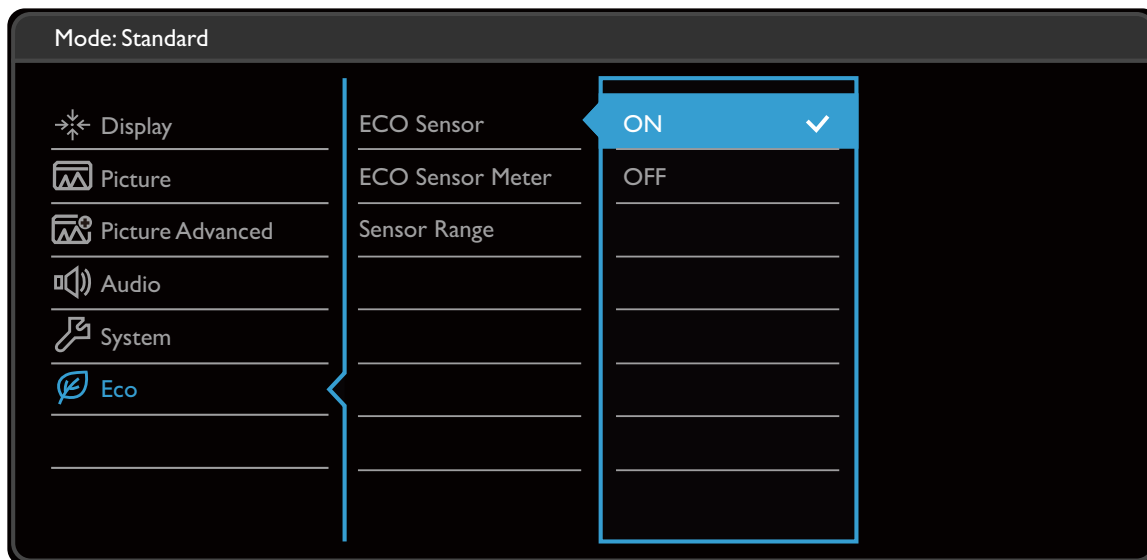 Mode: Standard
Display
Picture
Picture Advanced
Audio
System
Eco
ECO Sensor
ECO Sensor Meter
Sensor Range
ON
OFF